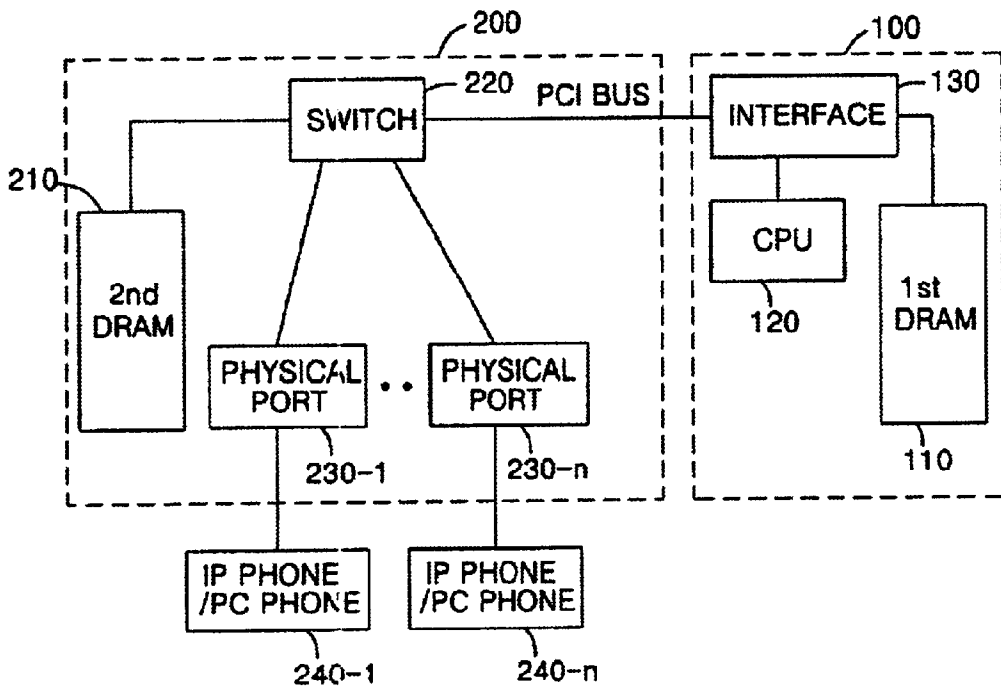 200
100
220
PCI BUS
130
SWITCH
INTERFACE
210
CPU
2nd
DRAM
1st
DRAM
120
PHYSICAL
PORT
• •
PHYSICAL
PORT
230-1
230-n
110
IP PHONE
/PC PHONE
IP PHONE
/PC PHONE
240-1
240-n